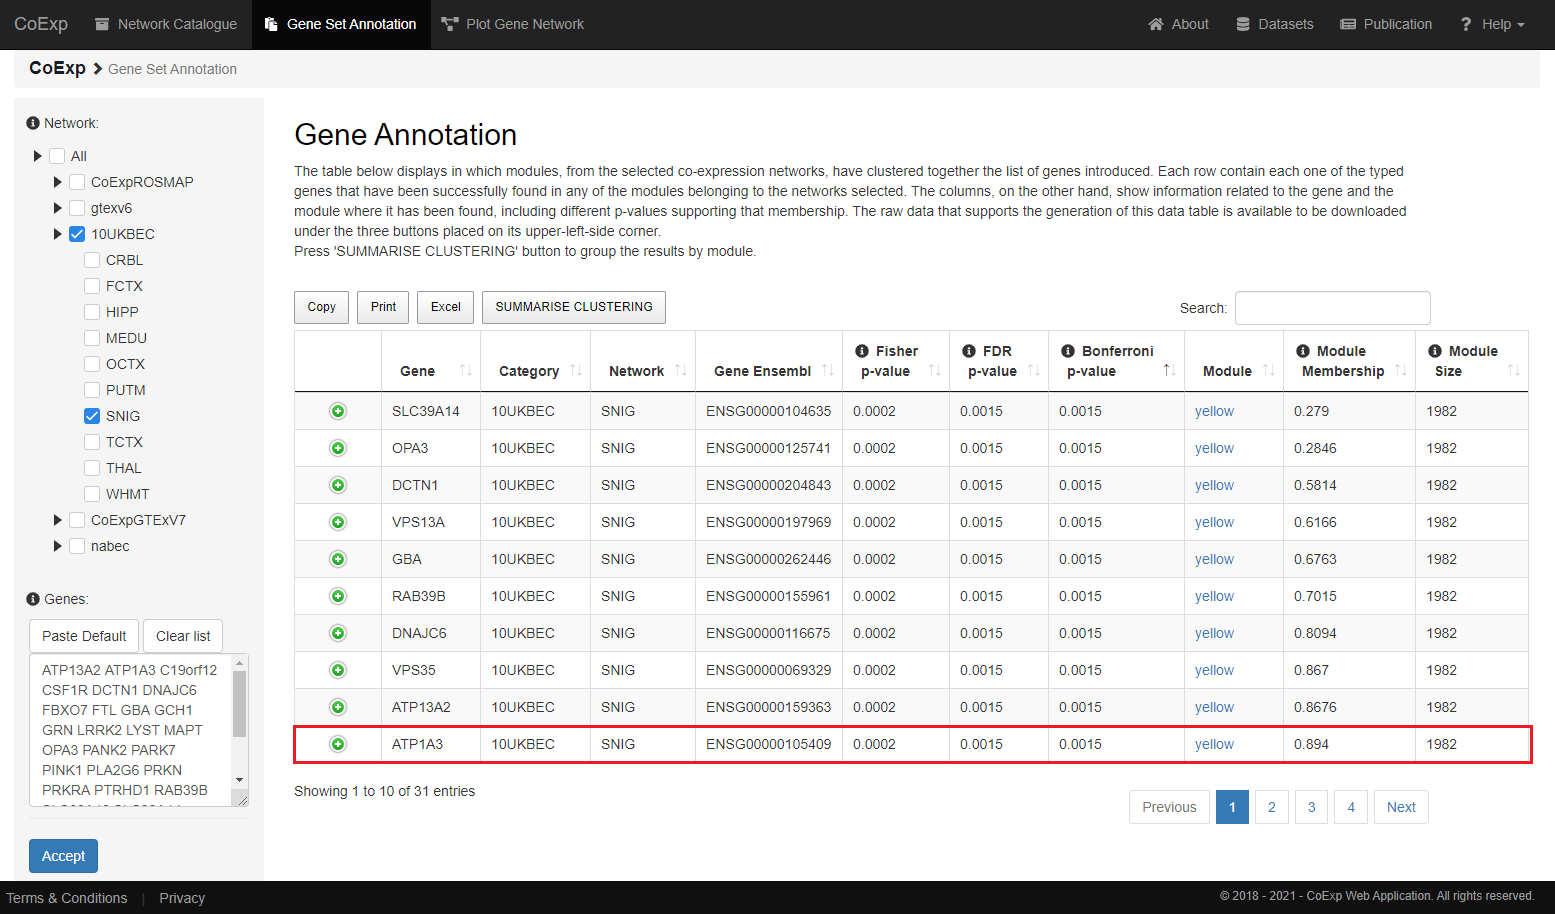 CoExp Network Catalogue Gene Set Annotation Plot Gene Network About Datasets Publication ? Help
CoExp Gene Set Annotation
Network:
All
CoExpROSMAP
gtexv6
10UKBEC
CRBL
FCTX
HIPP
MEDU
OCTX
PUTM
SNIG
TCTX
THAL
WHMT
CoExpGTExV7
nabec
Genes:
Paste Default Clear list
ATP13A2 ATP1A3 C19orf12
CSF1R DCTN1 DNAJC6
FBXO7 FTL GBA GCH1
GRN LRRK2 LYST MAPT
OPA3 PANK2 PARK7
PINK1 PLA2G6 PRKN
PRKRA PTRHD1 RAB39B
Accept
Gene Annotation
The table below displays in which modules, from the selected co-expression networks, have clustered together the list of genes introduced. Each row contain each one of the typed
genes that have been successfully found in any of the modules belonging to the networks selected. The columns, on the other hand, show information related to the gene and the
module where it has been found, including different p-values supporting that membership. The raw data that supports the generation of this data table is available to be downloaded
under the three buttons placed on its upper-left-side corner.
Press 'SUMMARISE CLUSTERING' button to group the results by module.
Copy Print Excel SUMMARISE CLUSTERING Search:
Gene Category Network Gene Ensembl Fisher p-value FDR p-value Bonferroni p-value Module Module Membership Module Size
SLC39A14 10UKBEC SNIG ENSG00000104635 0.0002 0.0015 0.0015 yellow 0.279 1982
OPA3 10UKBEC SNIG ENSG00000125741 0.0002 0.0015 0.0015 yellow 0.2846 1982
DCTN1 10UKBEC SNIG ENSG00000204843 0.0002 0.0015 0.0015 yellow 0.5814 1982
VPS13A 10UKBEC SNIG ENSG00000197969 0.0002 0.0015 0.0015 yellow 0.6166 1982
GBA 10UKBEC SNIG ENSG00000262446 0.0002 0.0015 0.0015 yellow 0.6763 1982
RAB39B 10UKBEC SNIG ENSG00000155961 0.0002 0.0015 0.0015 yellow 0.7015 1982
DNAJC6 10UKBEC SNIG ENSG00000116675 0.0002 0.0015 0.0015 yellow 0.8094 1982
VPS35 10UKBEC SNIG ENSG00000069329 0.0002 0.0015 0.0015 yellow 0.867 1982
ATP13A2 10UKBEC SNIG ENSG00000159363 0.0002 0.0015 0.0015 yellow 0.8676 1982
ATP1A3 10UKBEC SNIG ENSG00000105409 0.0002 0.0015 0.0015 yellow 0.894 1982
Showing 1 to 10 of 31 entries
Previous 1 2 3 4 Next
Terms & Conditions | Privacy
© 2018 - 2021 - CoExp Web Application. All rights reserved.